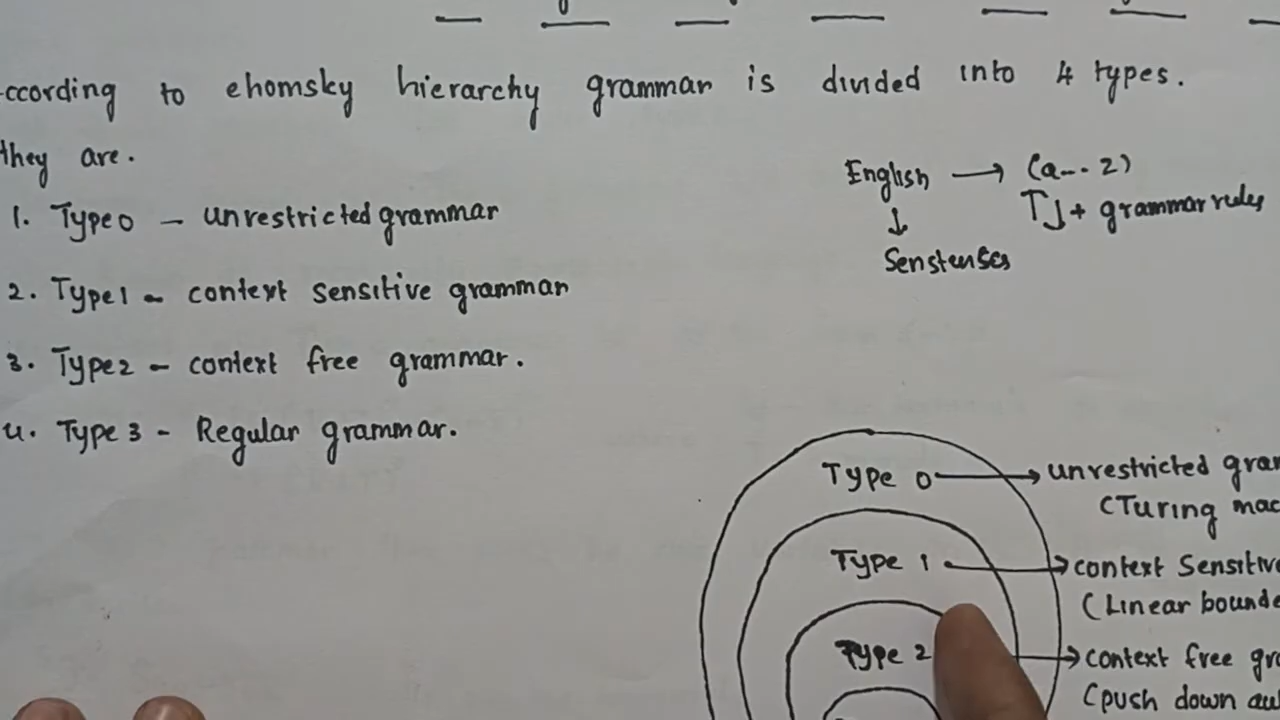 ccording to ehomsky hierarchy grammar is divided into 4 types.
they are.
1. Type0 - unrestricted grammar
2. Type1 - context sensitive grammar
3. Type2 - context free grammar.
4. Type 3 - Regular grammar.
English → (a-.. z)
↓ + grammar rules
Senstenses
Type 0 → unrestricted gra
(Turing mac
Type 1 → context Sensitive
(Linear bounde
Type 2 → context free gra
(push down au